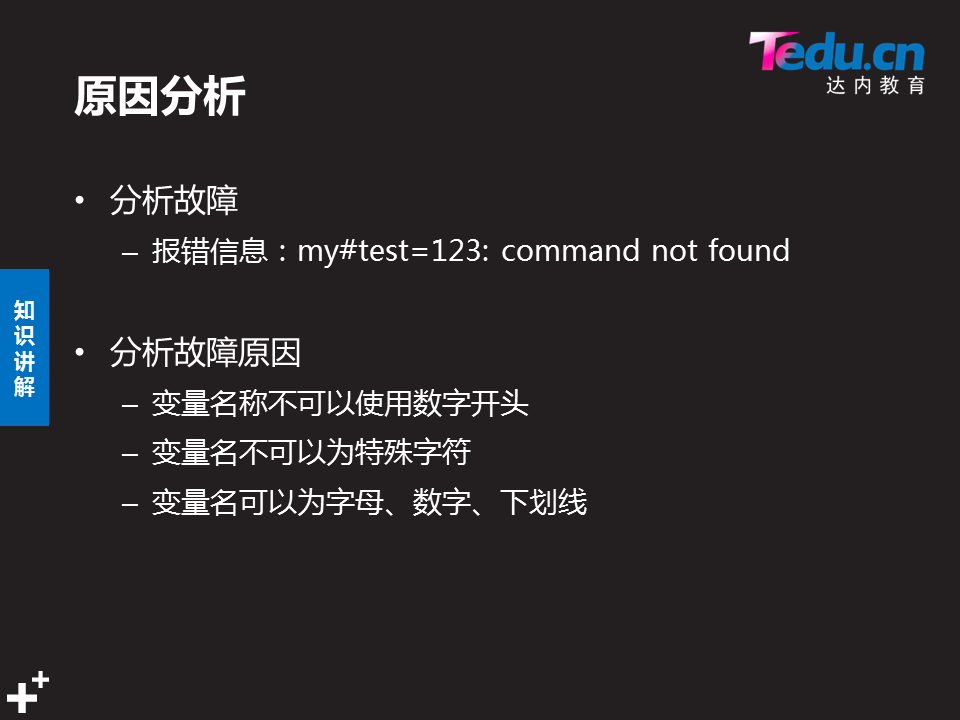 Tedu.cn
达内教育
原因分析
• 分析故障
– 报错信息：my#test=123: command not found
• 分析故障原因
– 变量名称不可以使用数字开头
– 变量名不可以为特殊字符
– 变量名可以为字母、数字、下划线
知识讲解